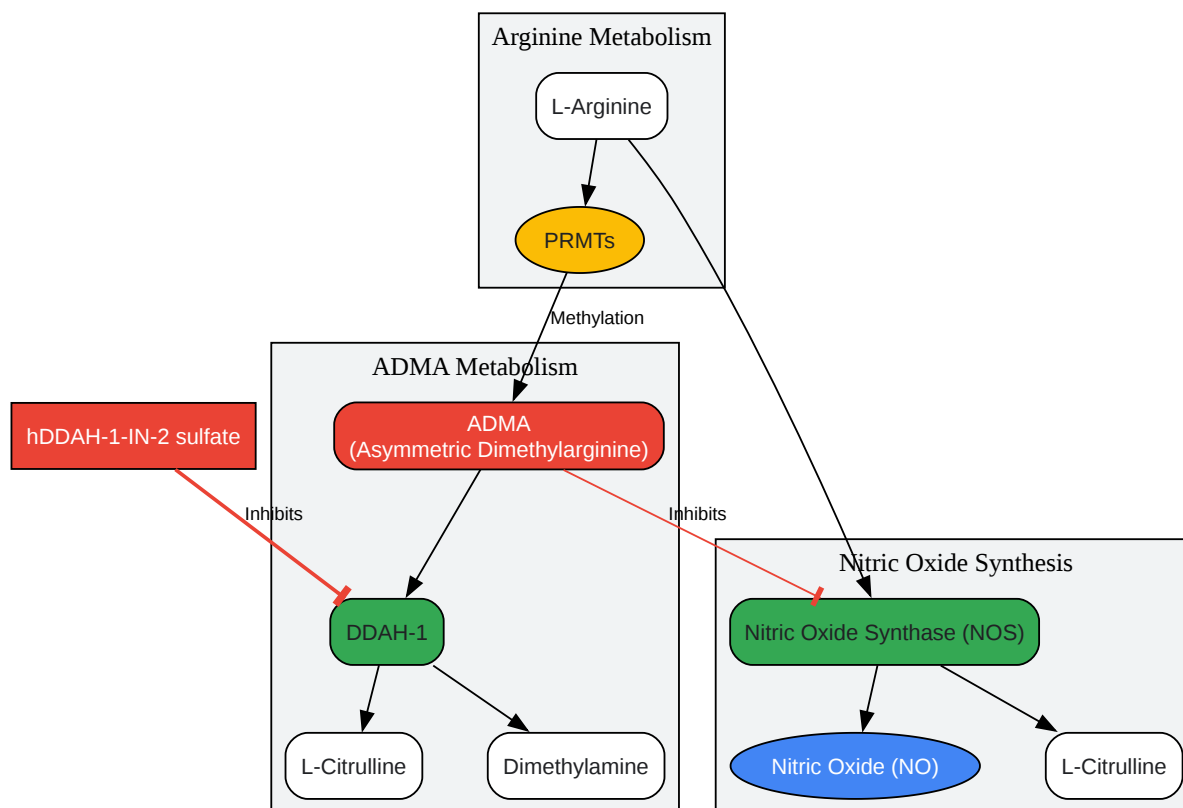 Arginine Metabolism
L-Arginine
PRMTs
Methylation
ADMA Metabolism
hDDAH-1-IN-2 sulfate
ADMA
(Asymmetric Dimethylarginine)
Inhibits
Inhibits
Nitric Oxide Synthesis
DDAH-1
Nitric Oxide Synthase (NOS)
L-Citrulline
Dimethylamine
Nitric Oxide (NO)
L-Citrulline